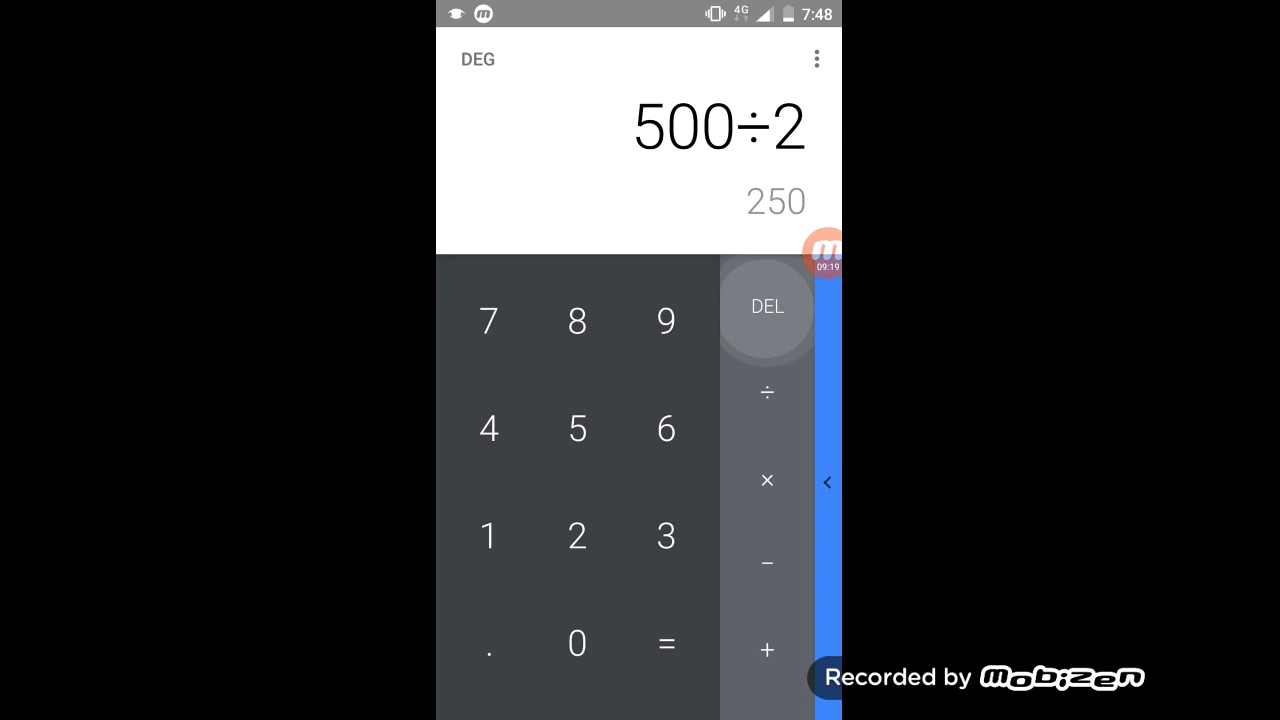 4G 7:48
DEG
500÷2
250
09:19
7 8 9 DEL
÷
4 5 6
×
1 2 3
−
. 0 = +
Recorded by mobizen